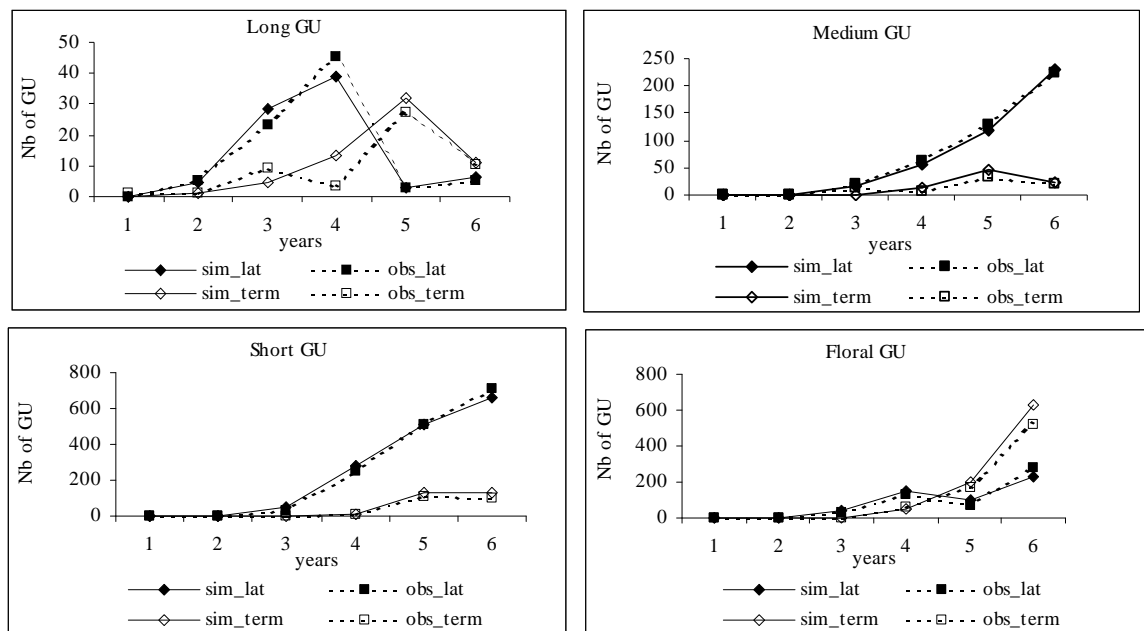 Long GU
Nb of GU
50
40
30
20
10
0
1 2 3 4 5 6
years
sim_lat obs_lat
sim_term obs_term
Medium GU
Nb of GU
250
200
150
100
50
0
1 2 3 4 5 6
years
sim_lat obs_lat
sim_term obs_term
Short GU
Nb of GU
800
600
400
200
0
1 2 3 4 5 6
years
sim_lat obs_lat
sim_term obs_term
Floral GU
Nb of GU
800
600
400
200
0
1 2 3 4 5 6
years
sim_lat obs_lat
sim_term obs_term